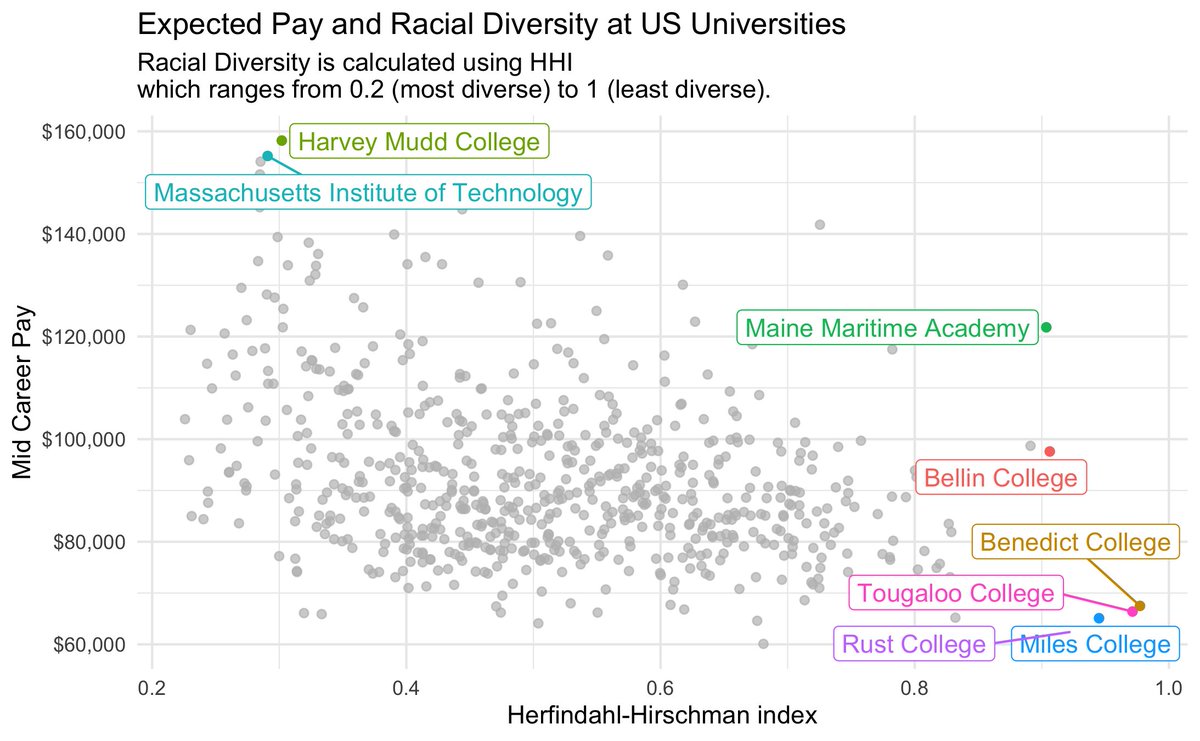 Expected Pay and Racial Diversity at US Universities
Racial Diversity is calculated using HHI
which ranges from 0.2 (most diverse) to 1 (least diverse).
$160,000
$140,000
$120,000
$100,000
$80,000
$60,000
Mid Career Pay
Harvey Mudd College
Massachusetts Institute of Technology
Maine Maritime Academy
Bellin College
Benedict College
Tougaloo College
Rust College
Miles College
0.2
0.4
0.6
0.8
1.0
Herfindahl-Hirschman index